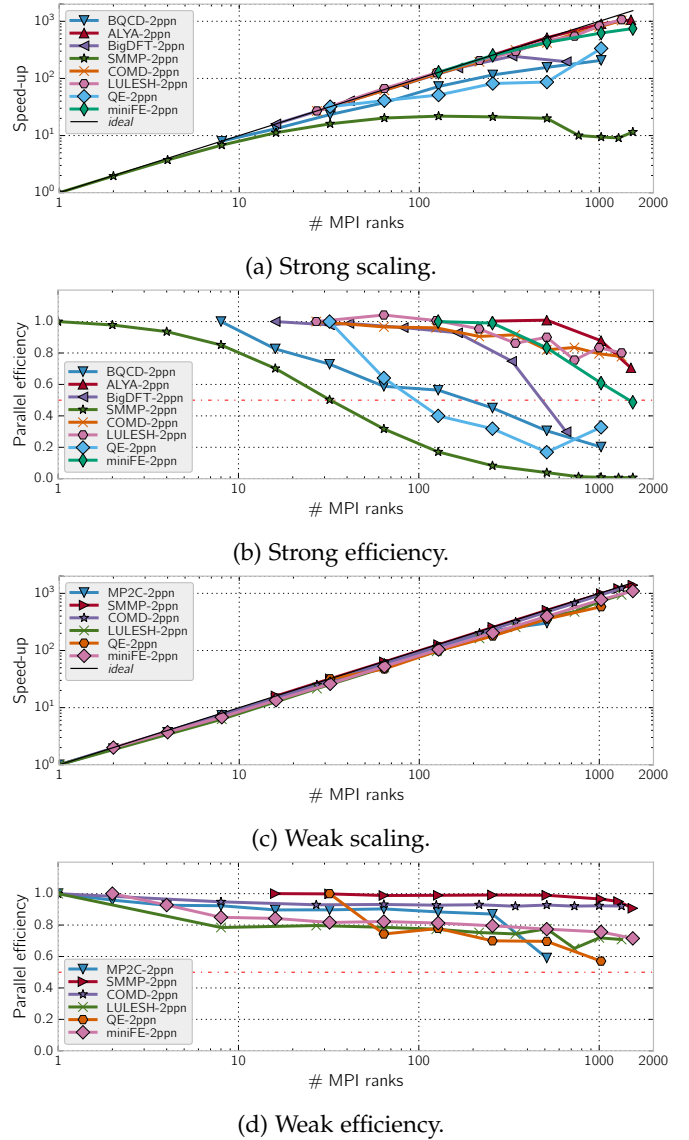 10³
10²
10¹
10⁰
Speed-up
BQCD-2ppn
ALYA-2ppn
BigDFT-2ppn
SMMP-2ppn
COMD-2ppn
LULESH-2ppn
QE-2ppn
miniFE-2ppn
ideal
1 10 100 1000 2000
# MPI ranks
(a) Strong scaling.
1.0
0.8
0.6
0.4
0.2
0.0
Parallel efficiency
BQCD-2ppn
ALYA-2ppn
BigDFT-2ppn
SMMP-2ppn
COMD-2ppn
LULESH-2ppn
QE-2ppn
miniFE-2ppn
1 10 100 1000 2000
# MPI ranks
(b) Strong efficiency.
10³
10²
10¹
10⁰
Speed-up
MP2C-2ppn
SMMP-2ppn
COMD-2ppn
LULESH-2ppn
QE-2ppn
miniFE-2ppn
ideal
1 10 100 1000 2000
# MPI ranks
(c) Weak scaling.
1.0
0.8
0.6
0.4
0.2
0.0
Parallel efficiency
MP2C-2ppn
SMMP-2ppn
COMD-2ppn
LULESH-2ppn
QE-2ppn
miniFE-2ppn
1 10 100 1000 2000
# MPI ranks
(d) Weak efficiency.